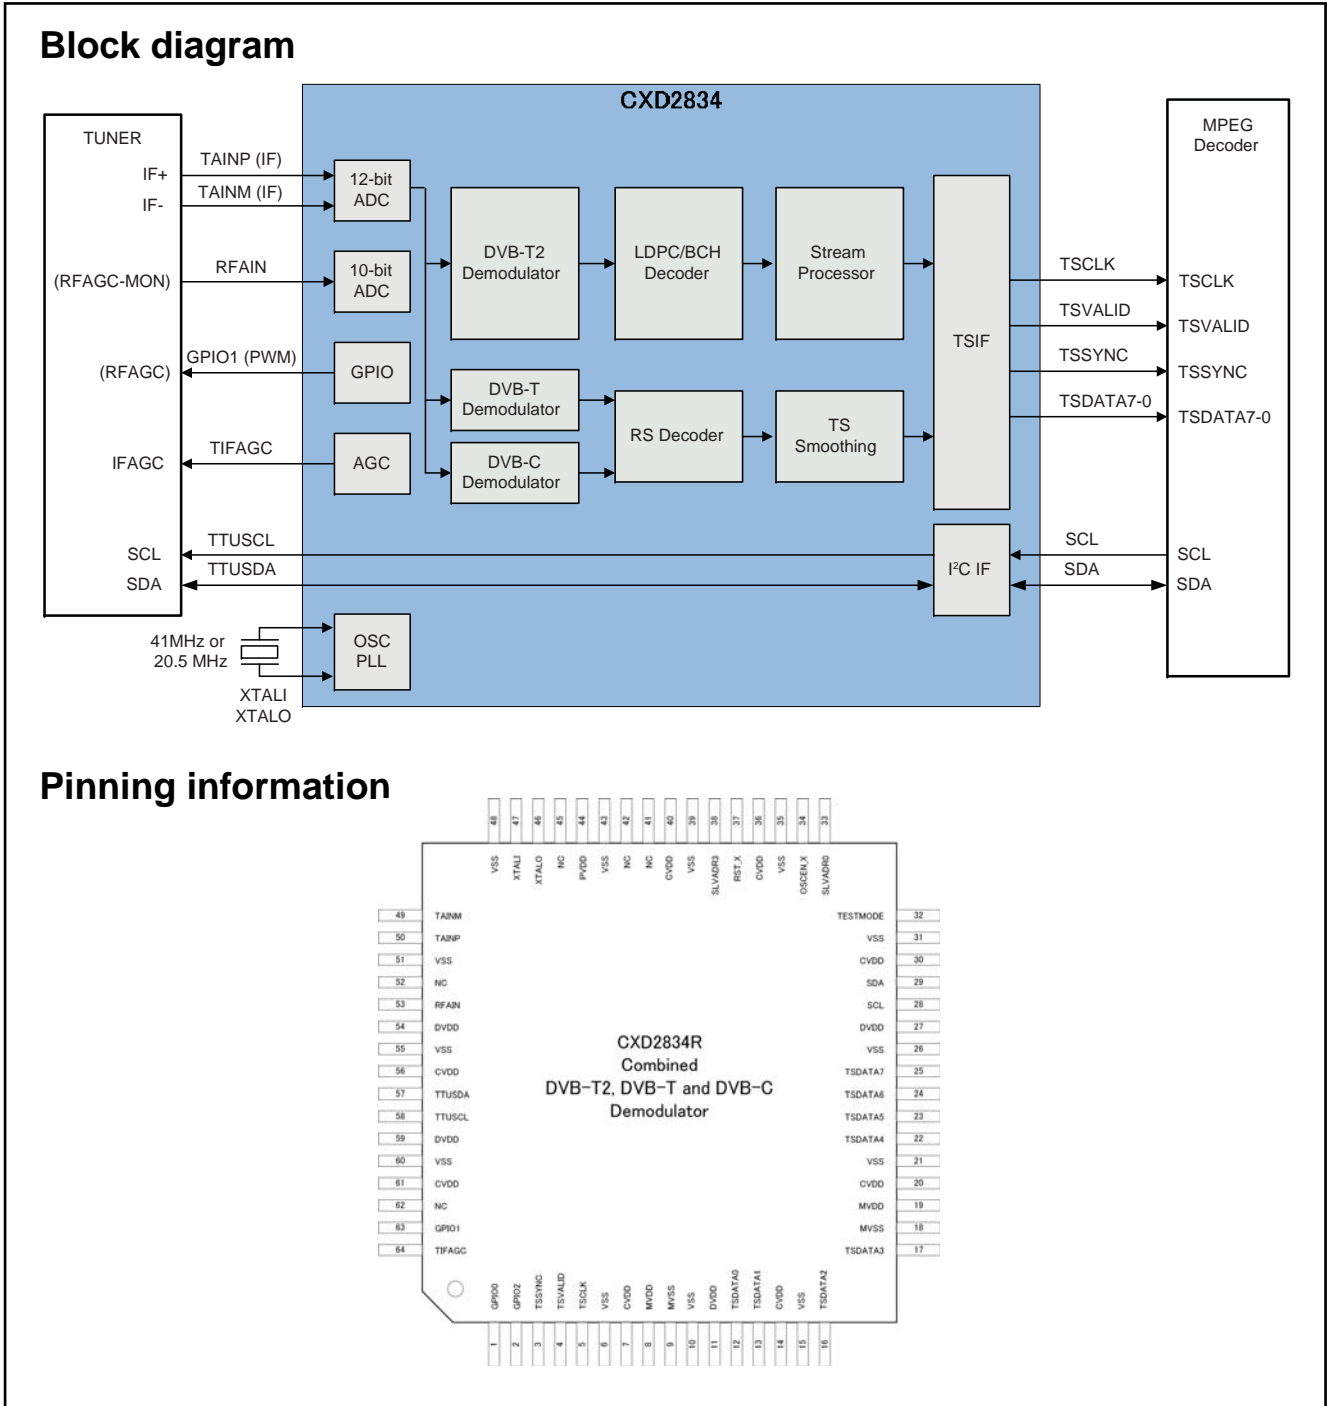 Block diagram
CXD2834
TUNER
MPEG
Decoder
IF+
TAINP (IF)
IF-
TAINM (IF)
12-bit
ADC
(RFAGC-MON)
RFAIN
10-bit
ADC
(RFAGC)
GPIO1 (PWM)
GPIO
IFAGC
TIFAGC
AGC
DVB-T2
Demodulator
LDPC/BCH
Decoder
Stream
Processor
DVB-T
Demodulator
DVB-C
Demodulator
RS Decoder
TS
Smoothing
TSIF
TSCLK
TSCLK
TSVALID
TSVALID
TSSYNC
TSSYNC
TSDATA7-0
TSDATA7-0
SCL
TTUSCL
SDA
TTUSDA
I²C IF
SCL
SCL
SDA
SDA
41MHz or
20.5 MHz
XTALI
XTALO
OSC
PLL
Pinning information
48 VSS
47 XTALI
46 XTALO
45 NC
44 PVDD
43 VSS
42 NC
41 NC
40 CVDD
39 VSS
38 SLVADR3
37 RST_X
36 CVDD
35 VSS
34 OSCEN_X
33 SLVADR0
49 TAINM
50 TAINP
51 VSS
52 NC
53 RFAIN
54 DVDD
55 VSS
56 CVDD
57 TTUSDA
58 TTUSCL
59 DVDD
60 VSS
61 CVDD
62 NC
63 GPIO1
64 TIFAGC
CXD2834R
Combined
DVB-T2, DVB-T and DVB-C
Demodulator
TESTMODE 32
VSS 31
CVDD 30
SDA 29
SCL 28
DVDD 27
VSS 26
TSDATA7 25
TSDATA6 24
TSDATA5 23
TSDATA4 22
VSS 21
CVDD 20
MVDD 19
MVSS 18
TSDATA3 17
GPIO0 1
GPIO2 2
TSSYNC 3
TSVALID 4
TSCLK 5
VSS 6
CVDD 7
MVDD 8
MVSS 9
VSS 10
DVDD 11
TSDATA0 12
TSDATA1 13
CVDD 14
VSS 15
TSDATA2 16